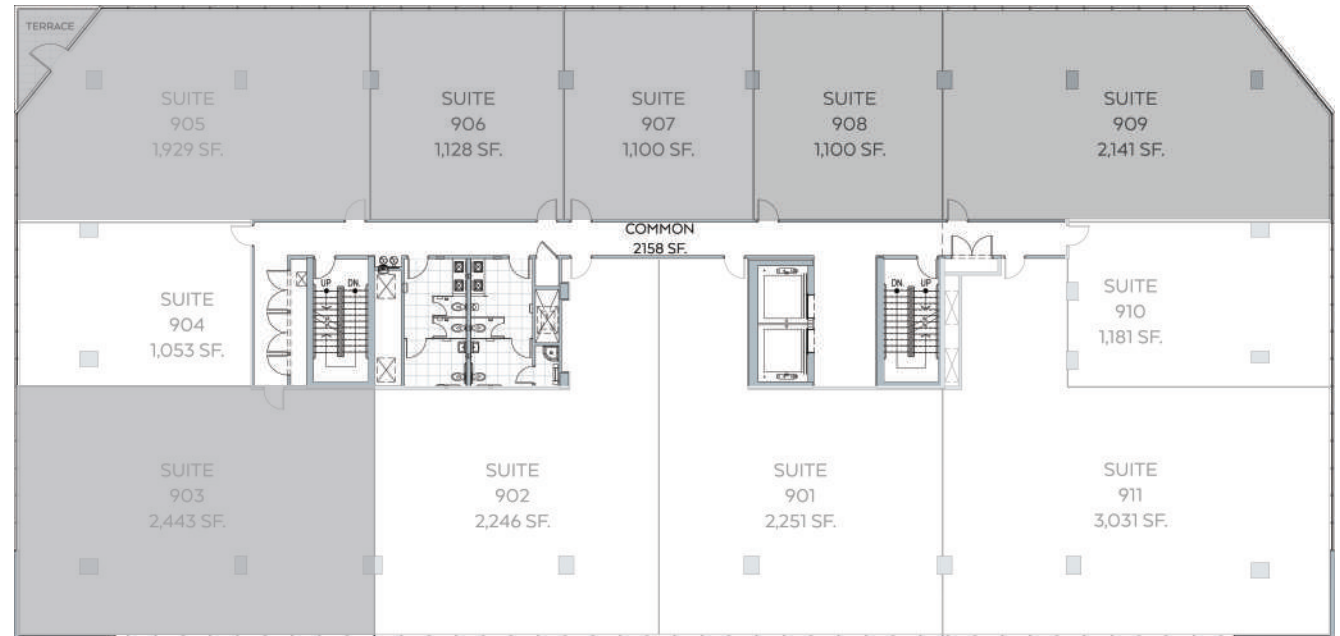 TERRACE
SUITE
905
1,929 SF.
SUITE
906
1,128 SF.
SUITE
907
1,100 SF.
SUITE
908
1,100 SF.
SUITE
909
2,141 SF.
COMMON
2158 SF.
SUITE
904
1,053 SF.
UP
DN.
DN.
UP
SUITE
910
1,181 SF.
SUITE
903
2,443 SF.
SUITE
902
2,246 SF.
SUITE
901
2,251 SF.
SUITE
911
3,031 SF.